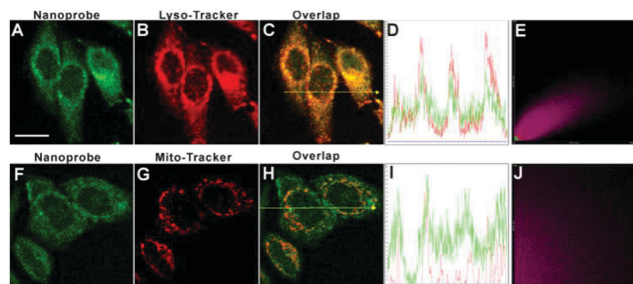 Nanoprobe Lyso-Tracker Overlap
A B C D E
Nanoprobe Mito-Tracker Overlap
F G H I J